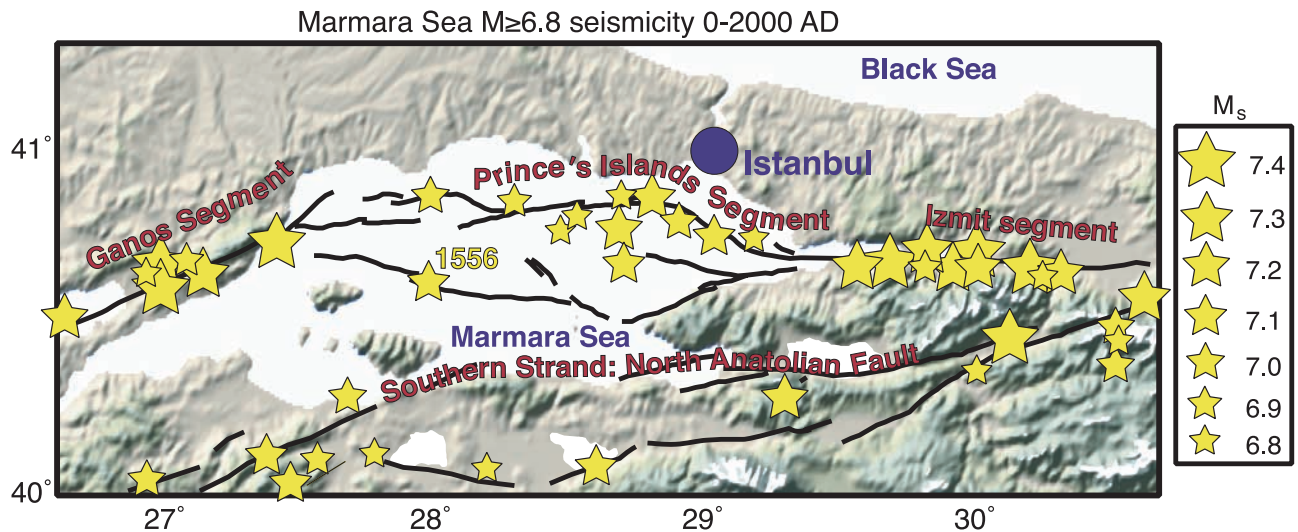 Marmara Sea M≥6.8 seismicity 0-2000 AD
Black Sea
41°
Istanbul
Prince's Islands Segment
Ganos Segment
Izmit segment
1556
Marmara Sea
Southern Strand: North Anatolian Fault
40°
27°
28°
29°
30°
Ms
7.4
7.3
7.2
7.1
7.0
6.9
6.8